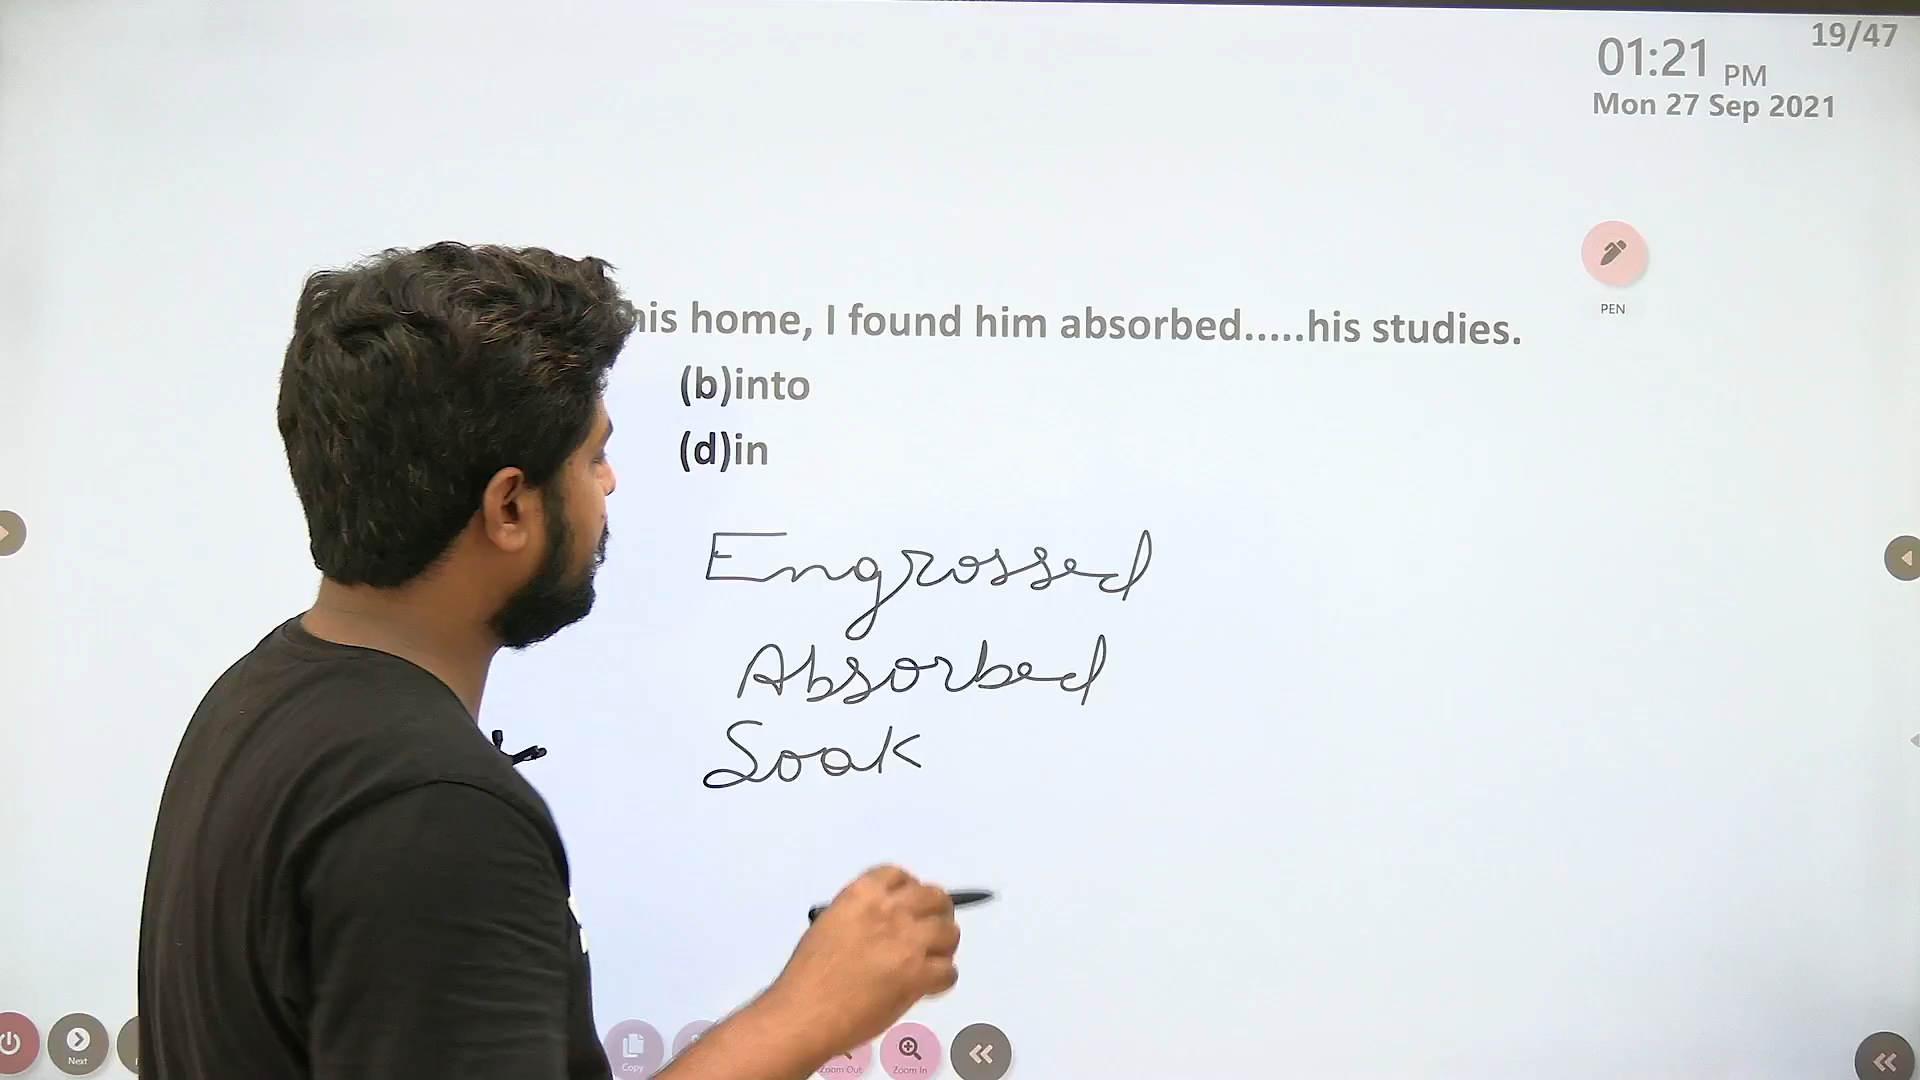 19/47
01:21 PM
Mon 27 Sep 2021
PEN
his home, I found him absorbed.....his studies.
(b)into
(d)in
Engrossed
Absorbed
Soak
Next
Copy
Zoom Out
Zoom In